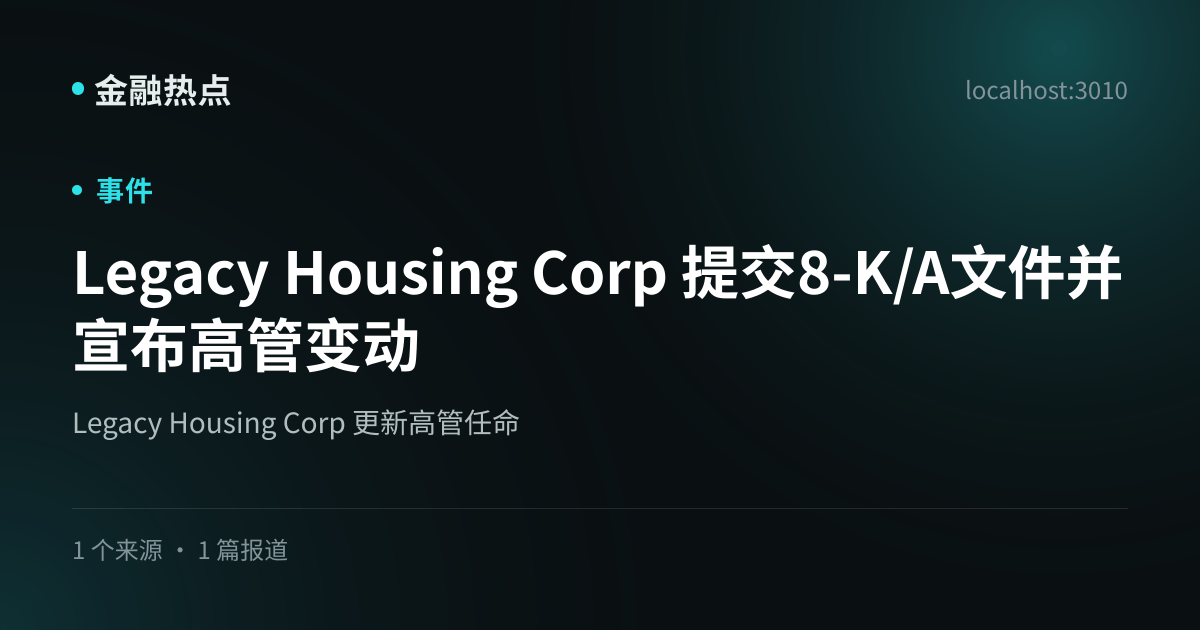 金融热点
localhost:3010
事件
Legacy Housing Corp 提交8-K/A文件并
宣布高管变动
Legacy Housing Corp 更新高管任命
1 个来源 · 1 篇报道